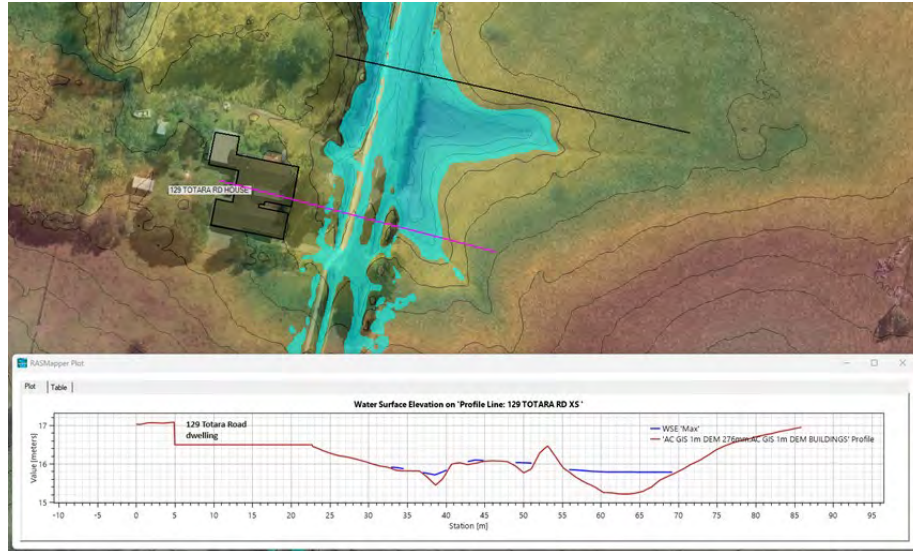 129 TOTARA RD HOUSE
RASMapper Plot
Plot Table
Water Surface Elevation on 'Profile Line: 129 TOTARA RD XS '
129 Totara Road
dwelling
WSE 'Max'
'AC GIS 1m DEM 276mm.AC GIS 1m DEM BUILDINGS' Profile
Value [meters]
17
16
15
-10 -5 0 5 10 15 20 25 30 35 40 45 50 55 60 65 70 75 80 85 90 95
Station [m]